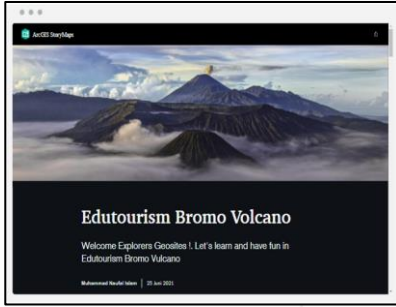 ArcGIS StoryMaps
Edutourism Bromo Volcano
Welcome Explorers Geosites !. Let's learn and have fun in
Edutourism Bromo Volcano
Muhammad Naufal Islam | 25 Juni 2021